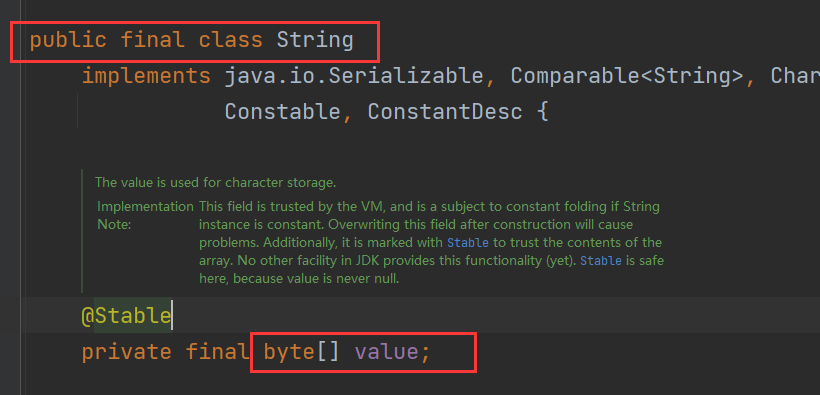 public final class String
implements java.io.Serializable, Comparable<String>, Char
Constable, ConstantDesc {
The value is used for character storage.
Implementation Note: This field is trusted by the VM, and is a subject to constant folding if String
instance is constant. Overwriting this field after construction will cause
problems. Additionally, it is marked with Stable to trust the contents of the
array. No other facility in JDK provides this functionality (yet). Stable is safe
here, because value is never null.
@Stable
private final byte[] value;